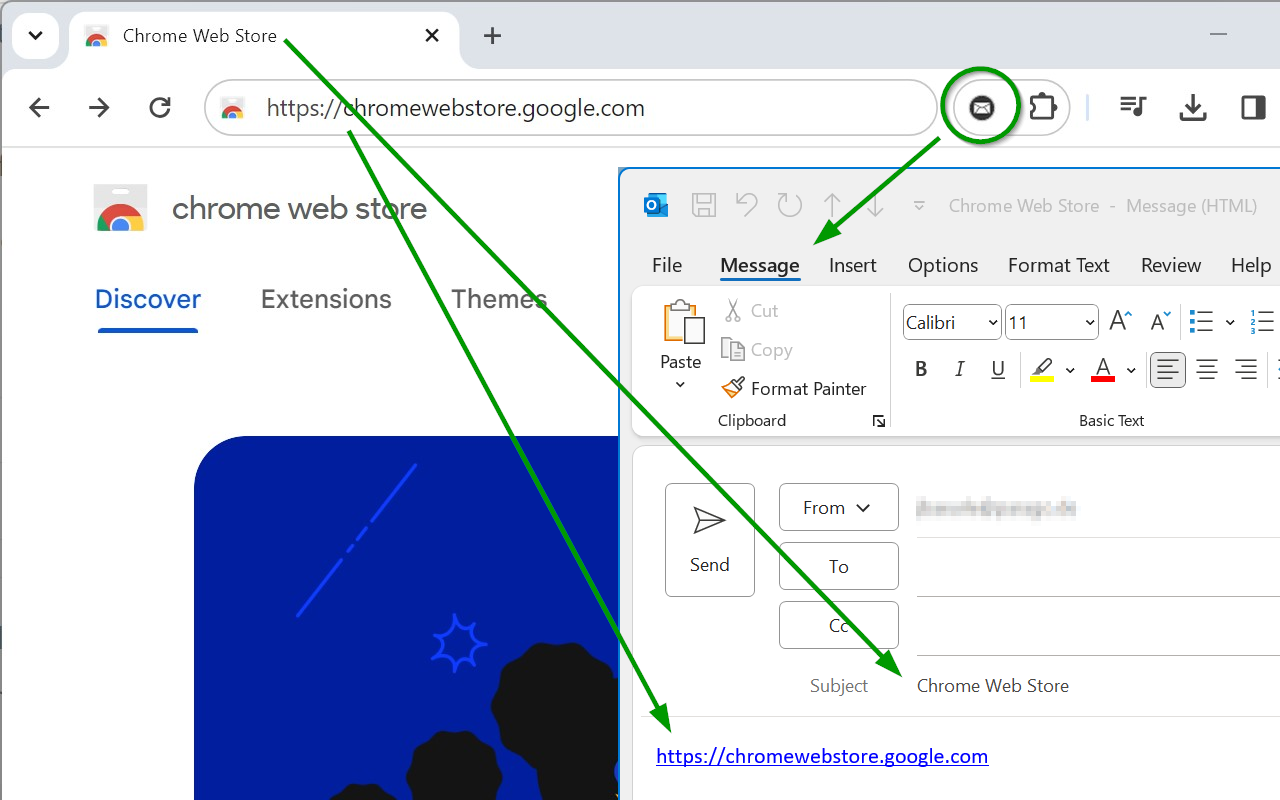 Chrome Web Store
https://chromewebstore.google.com
chrome web store
Discover Extensions Themes
Chrome Web Store - Message (HTML)
File Message Insert Options Format Text Review Help
Paste
Cut
Copy
Format Painter
Clipboard
Calibri 11
B I U
Basic Text
Send
From
To
Cc
Subject Chrome Web Store
https://chromewebstore.google.com